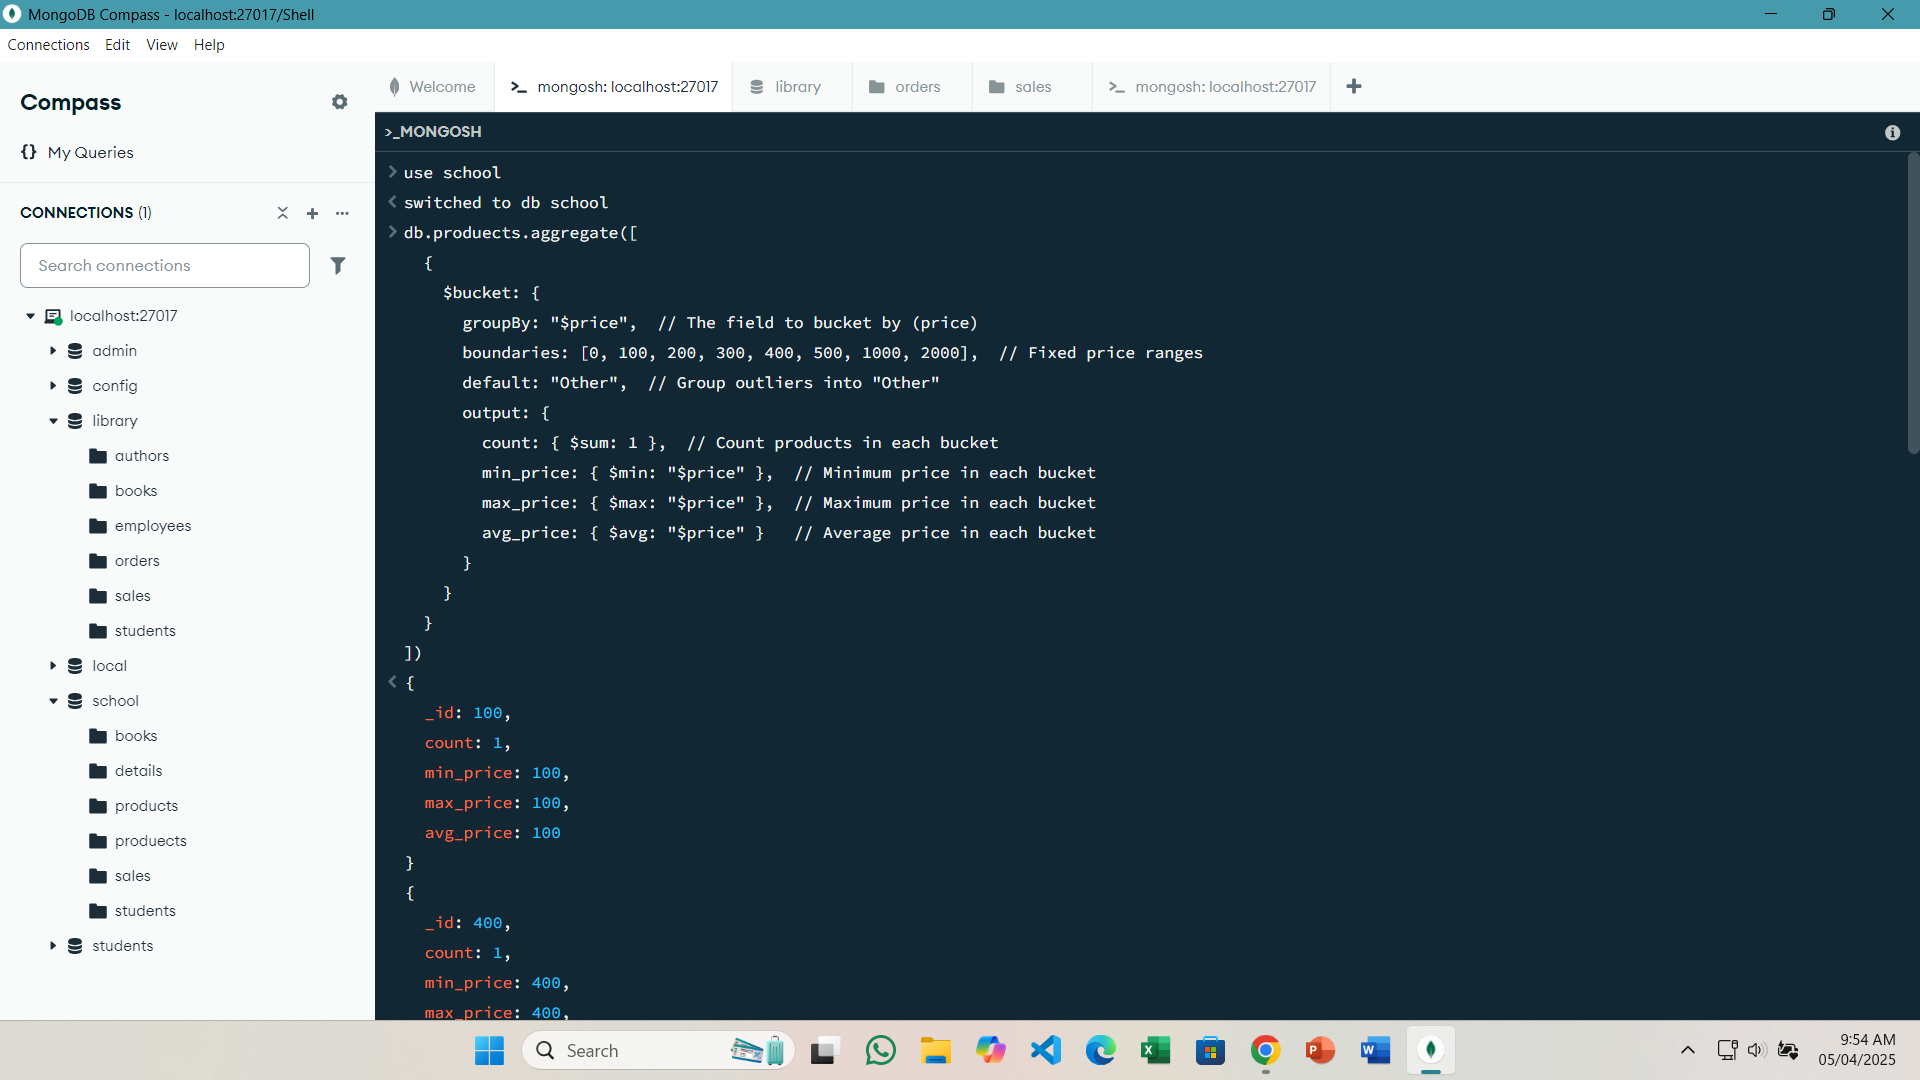 MongoDB Compass - localhost:27017/Shell
Connections Edit View Help
Compass
{} My Queries
CONNECTIONS (1)
Search connections
localhost:27017
admin
config
library
authors
books
employees
orders
sales
students
local
school
books
details
products
prouects
sales
students
students
Welcome
>_ mongosh: localhost:27017
library
orders
sales
>_ mongosh: localhost:27017
>_MONGOSH
> use school
< switched to db school
> db.prouects.aggregate([
{
$bucket: {
groupBy: "$price", // The field to bucket by (price)
boundaries: [0, 100, 200, 300, 400, 500, 1000, 2000], // Fixed price ranges
default: "Other", // Group outliers into "Other"
output: {
count: { $sum: 1 }, // Count products in each bucket
min_price: { $min: "$price" }, // Minimum price in each bucket
max_price: { $max: "$price" }, // Maximum price in each bucket
avg_price: { $avg: "$price" } // Average price in each bucket
}
}
}
])
< {
_id: 100,
count: 1,
min_price: 100,
max_price: 100,
avg_price: 100
}
{
_id: 400,
count: 1,
min_price: 400,
max_price: 400,
Search
9:54 AM
05/04/2025